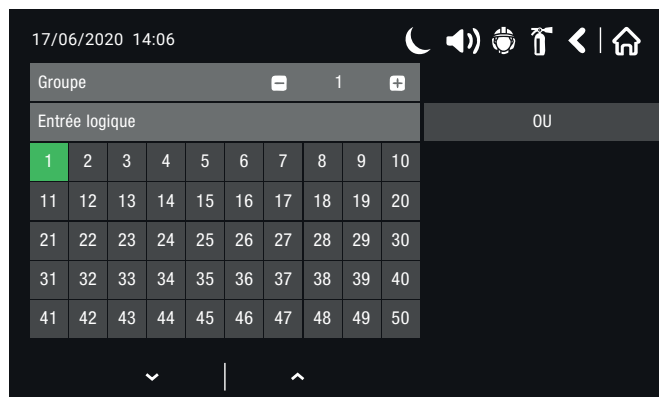 17/06/2020 14:06
Groupe 1
Entrée logique OU
1 2 3 4 5 6 7 8 9 10
11 12 13 14 15 16 17 18 19 20
21 22 23 24 25 26 27 28 29 30
31 32 33 34 35 36 37 38 39 40
41 42 43 44 45 46 47 48 49 50